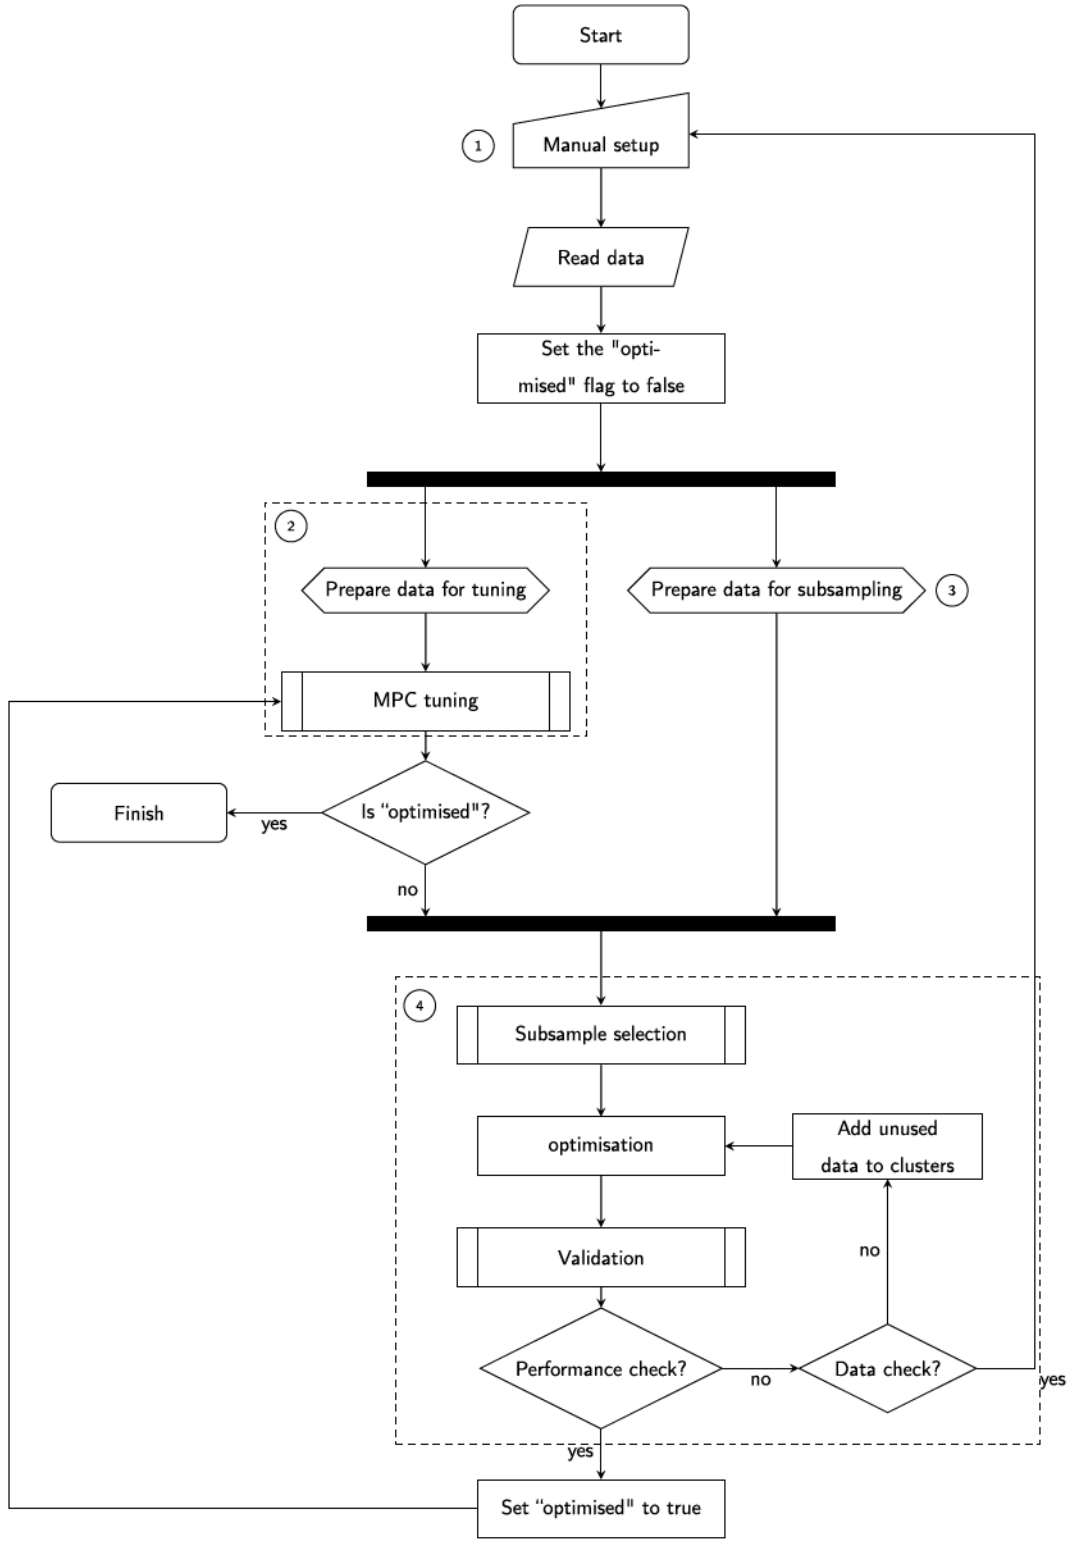 Start
1
Manual setup
Read data
Set the "opti-
mised" flag to false
2
Prepare data for tuning
Prepare data for subsampling
3
MPC tuning
Finish
yes
Is “optimised"?
no
4
Subsample selection
optimisation
Add unused
data to clusters
no
Validation
Performance check?
no
Data check?
yes
yes
Set “optimised" to true